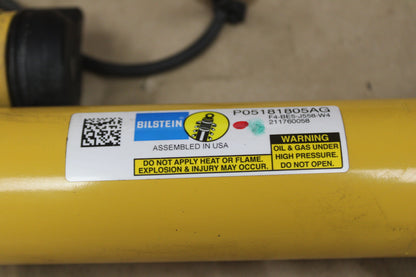 BILSTEIN
P05181805AG
F4-BE5-J558-W4
211760058
ASSEMBLED IN USA
DO NOT APPLY HEAT OR FLAME.
EXPLOSION & INJURY MAY OCCUR.
WARNING
OIL & GAS UNDER
HIGH PRESSURE.
DO NOT OPEN.